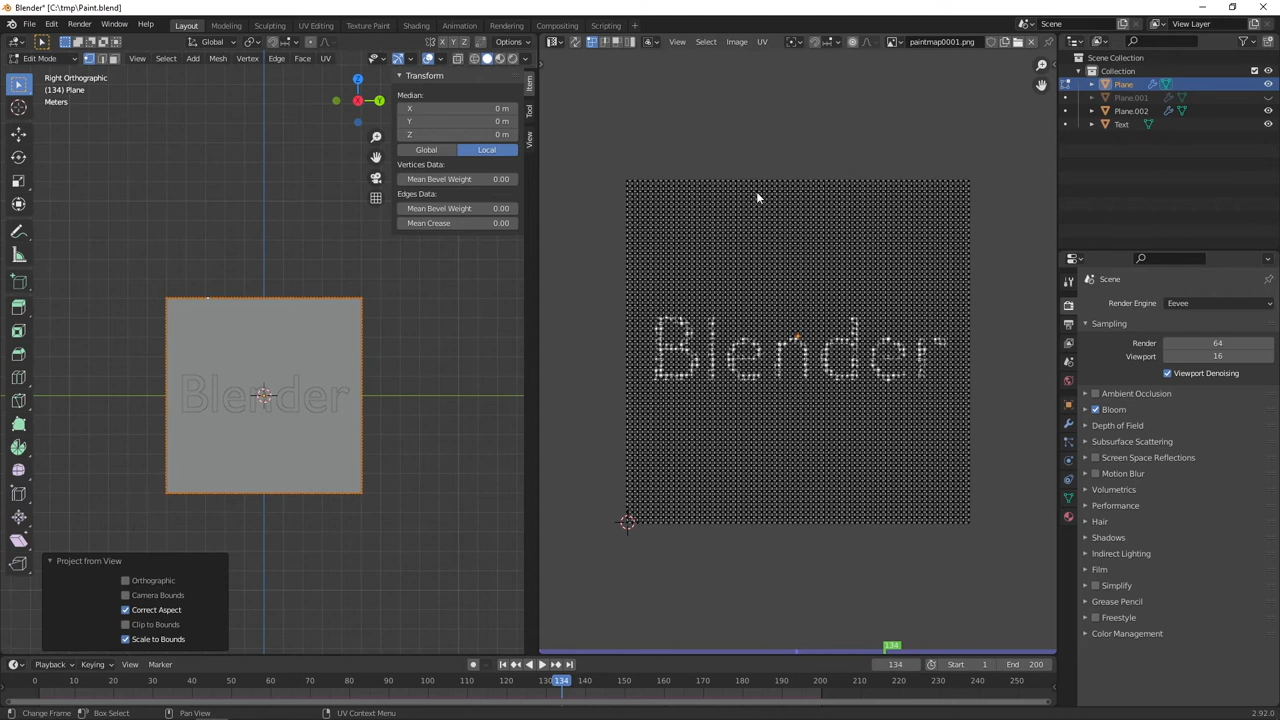 Blender* [C:\tmp\Paint.blend]
File Edit Render Window Help Layout Modeling Sculpting UV Editing Texture Paint Shading Animation Rendering Compositing Scripting Scene View Layer
Global Options View Select Image UV paintmap0001.png
Edit Mode View Select Add Mesh Vertex Edge Face UV
Right Orthographic
(134) Plane
Meters
Z
X
Y
Transform
Median:
X 0 m
Y 0 m
Z 0 m
Global Local
Vertices Data:
Mean Bevel Weight 0.00
Edges Data:
Mean Bevel Weight 0.00
Mean Crease 0.00
Item
Tool
View
Blender
Blender
Project from View
Orthographic
Camera Bounds
Correct Aspect
Clip to Bounds
Scale to Bounds
134
Scene Collection
Collection
Plane
Plane.001
Plane.002
Text
Scene
Render Engine Eevee
Sampling
Render 64
Viewport 16
Viewport Denoising
Ambient Occlusion
Bloom
Depth of Field
Subsurface Scattering
Screen Space Reflections
Motion Blur
Volumetrics
Performance
Hair
Shadows
Indirect Lighting
Film
Simplify
Grease Pencil
Freestyle
Color Management
Playback Keying View Marker 134 Start 1 End 200
0 10 20 30 40 50 60 70 80 90 100 110 120 130 134 140 150 160 170 180 190 200 210 220 230 240 250
Change Frame Box Select Pan View UV Context Menu 2.92.0